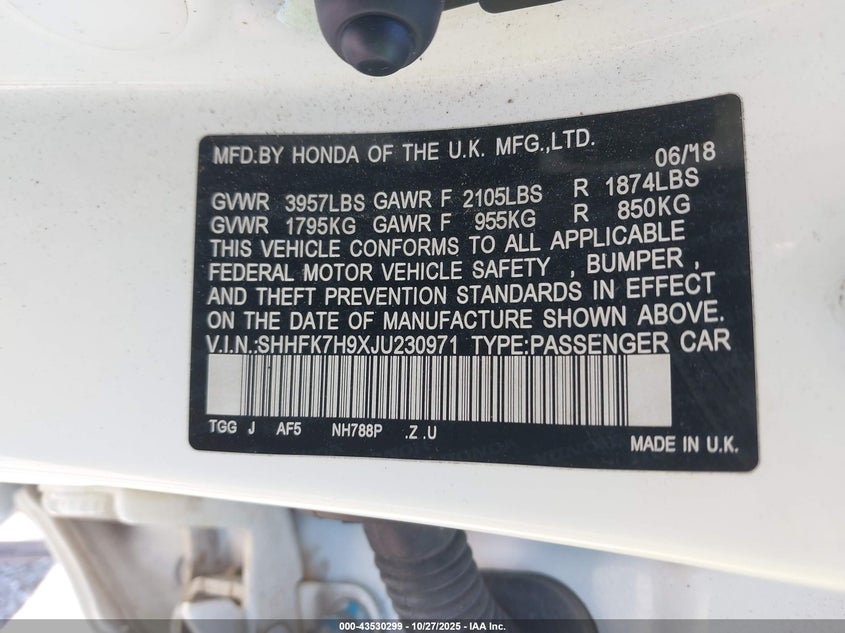 MFD.BY HONDA OF THE U.K. MFG.,LTD. 06/18
GVWR 3957LBS GAWR F 2105LBS R 1874LBS
GVWR 1795KG GAWR F 955KG R 850KG
THIS VEHICLE CONFORMS TO ALL APPLICABLE
FEDERAL MOTOR VEHICLE SAFETY , BUMPER ,
AND THEFT PREVENTION STANDARDS IN EFFECT
ON THE DATE OF MANUFACTURE SHOWN ABOVE.
V.I.N.:SHHFK7H9XJU230971 TYPE:PASSENGER CAR
TGG J AF5 NH788P .Z .U
MADE IN U.K.
000-43530299 - 10/27/2025 - IAA Inc.